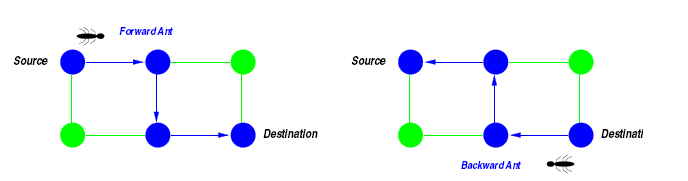 Forward Ant
Source
Destination
Source
Destinati
Backward Ant